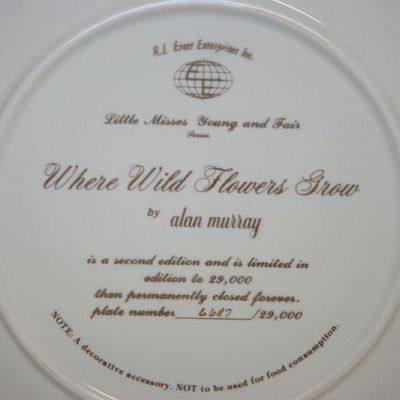 R.J. Ernst Enterprises Inc.
E E E
Little Misses Young and Fair
Series
Where Wild Flowers Grow
by alan murray
is a second edition and is limited in
edition to 29,000
then permanently closed forever.
plate number 6687 /29,000
NOTE: A decorative accessory. NOT to be used for food consumption.